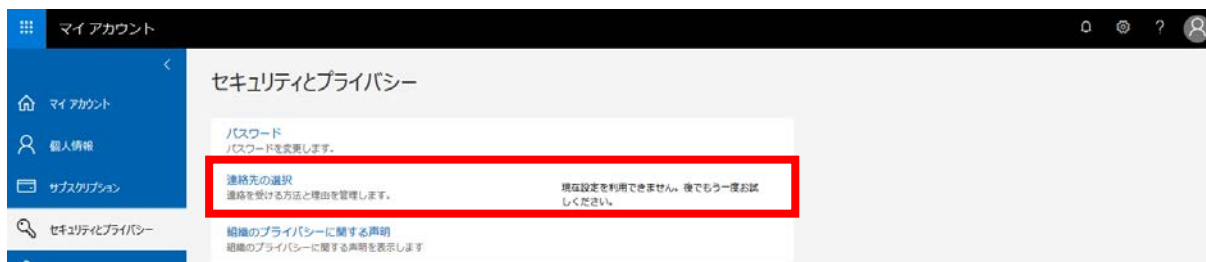 マイ アカウント
?
セキュリティとプライバシー
マイ アカウント
個人情報
サブスクリプション
セキュリティとプライバシー
パスワード
パスワードを変更します。
連絡先の選択
連絡を受ける方法と理由を管理します。
現在設定を利用できません。後でもう一度お試
しください。
組織のプライバシーに関する声明
組織のプライバシーに関する声明を表示します